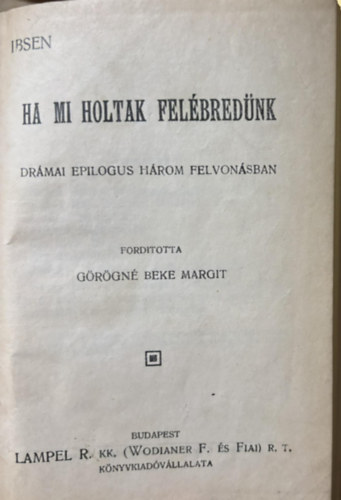 IBSEN
HA MI HOLTAK FELÉBREDÜNK
DRÁMAI EPILOGUS HÁROM FELVONÁSBAN
FORDITOTTA
GÖRÖGNÉ BEKE MARGIT
BUDAPEST
LAMPEL R. KK. (WODIANER F. ÉS FIAI) R. T.
KÖNYVKIADÓVÁLLALATA